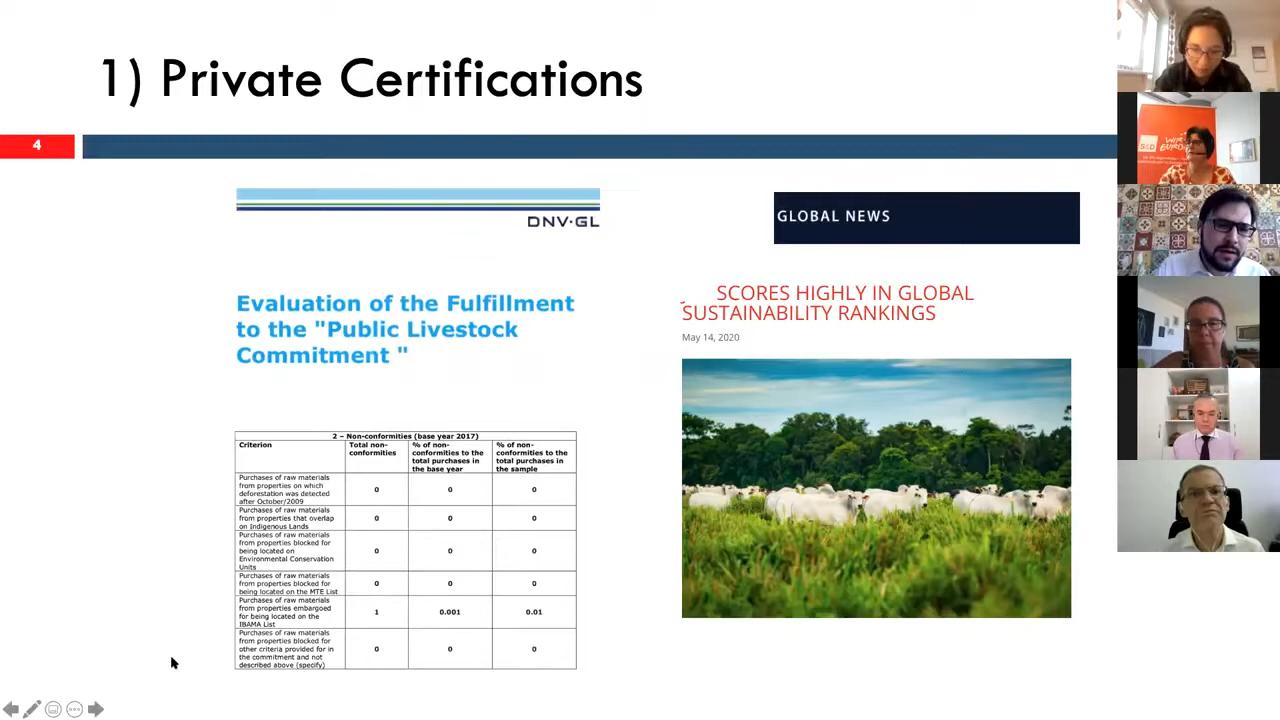 1) Private Certifications
4
DNV·GL
Evaluation of the Fulfillment
to the "Public Livestock
Commitment "
2 – Non-conformities (base year 2017)
Criterion
Total non-
conformities
% of non-
conformities to the
total purchases in
the base year
% of non-
conformities to the
total purchases in
the sample
Purchases of raw materials
from properties on which
deforestation was detected
after October/2009
0 0 0
Purchases of raw materials
from properties that overlap
on Indigenous Lands
0 0 0
Purchases of raw materials
from properties blocked for
being located on
Environmental Conservation
Units
0 0 0
Purchases of raw materials
from properties blocked for
being located on the MTE List
0 0 0
Purchases of raw materials
from properties embargoed
for being located on the
IBAMA List
1 0.001 0.01
Purchases of raw materials
from properties blocked for
other criteria provided for in
the commitment and not
described above (specify)
0 0 0
GLOBAL NEWS
SCORES HIGHLY IN GLOBAL
SUSTAINABILITY RANKINGS
May 14, 2020
S&D